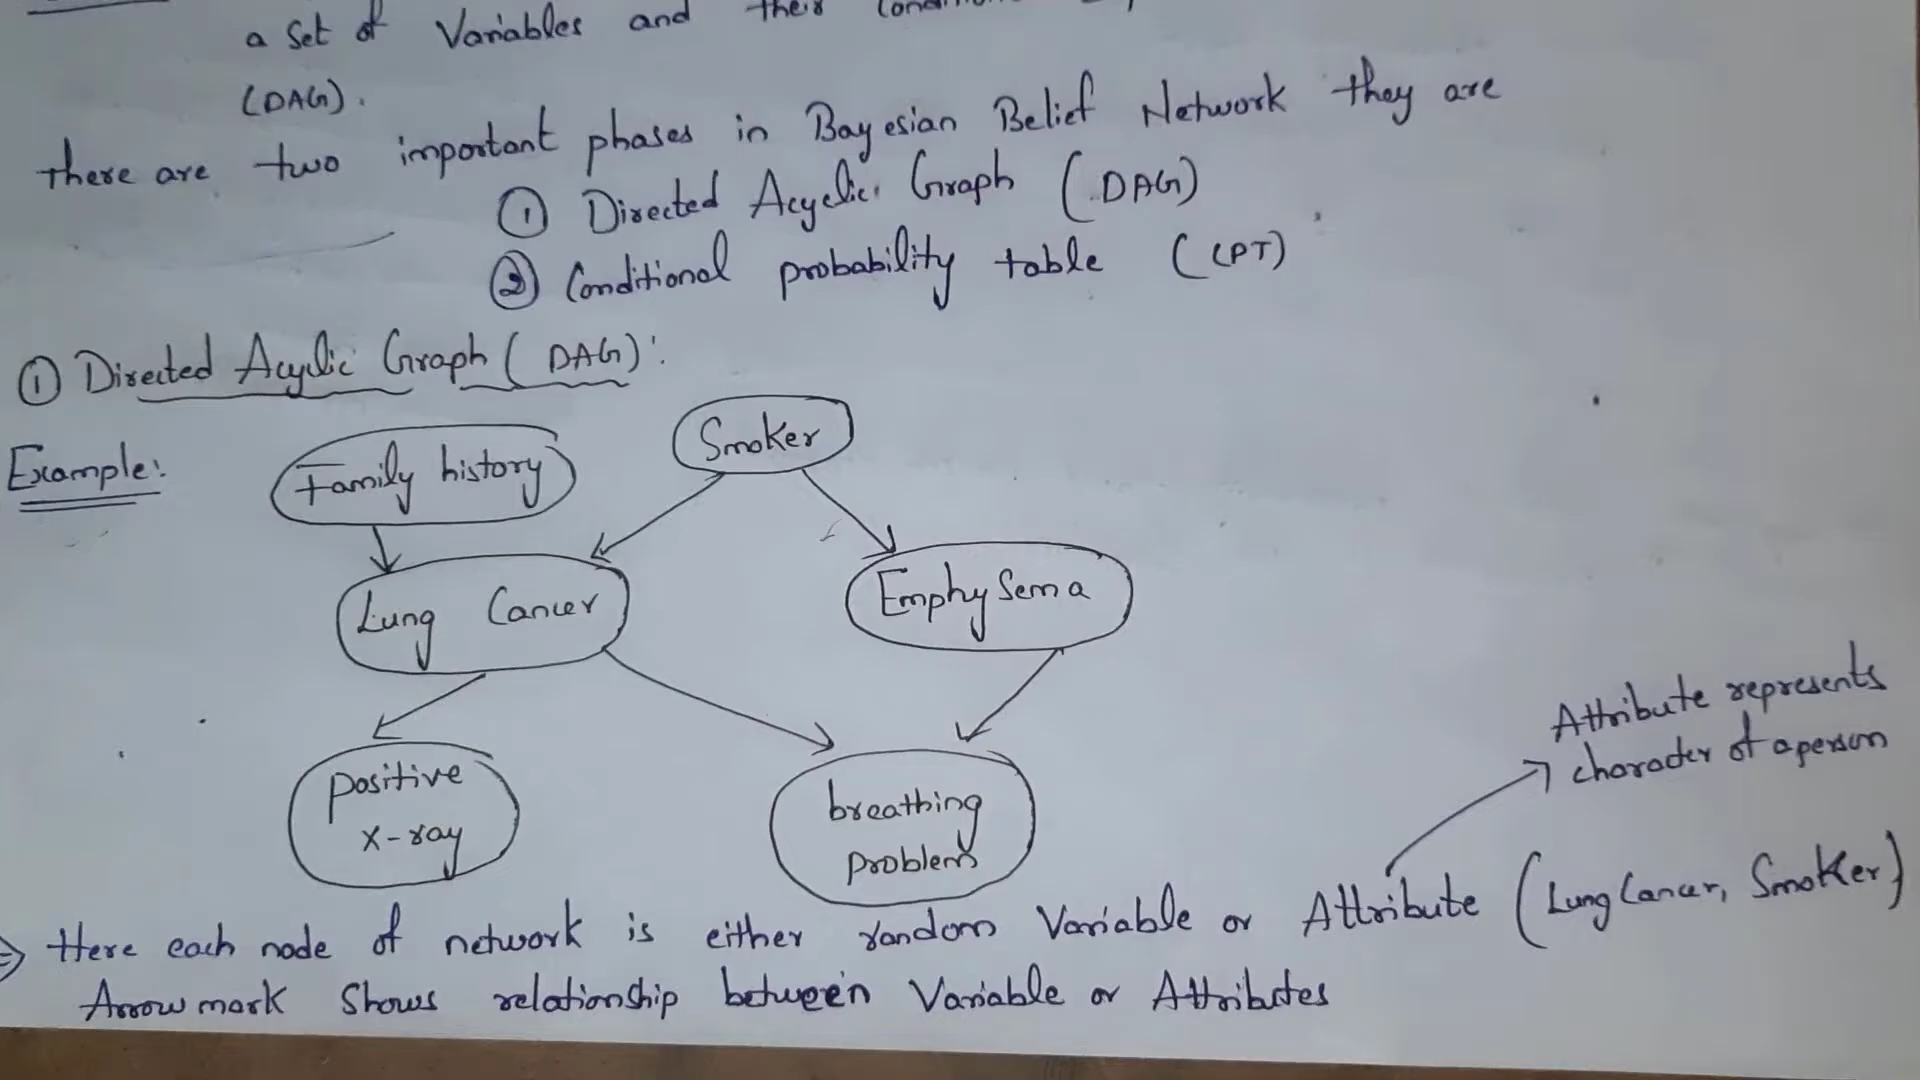 a Set of Variables and their
(DAG).
there are two important phases in Bayesian Belief Network they are
① Directed Acyclic Graph (DAG)
② Conditional probability table (CPT)
① Directed Acyclic Graph (DAG):
Example:
Family history
Smoker
Lung Cancer
Emphysema
positive
x-ray
breathing
problem
Attribute represents
character of a person
⇒ Here each node of network is either random Variable or Attribute (Lung Cancer, Smoker)
Arrow mark Shows relationship between Variable or Attributes